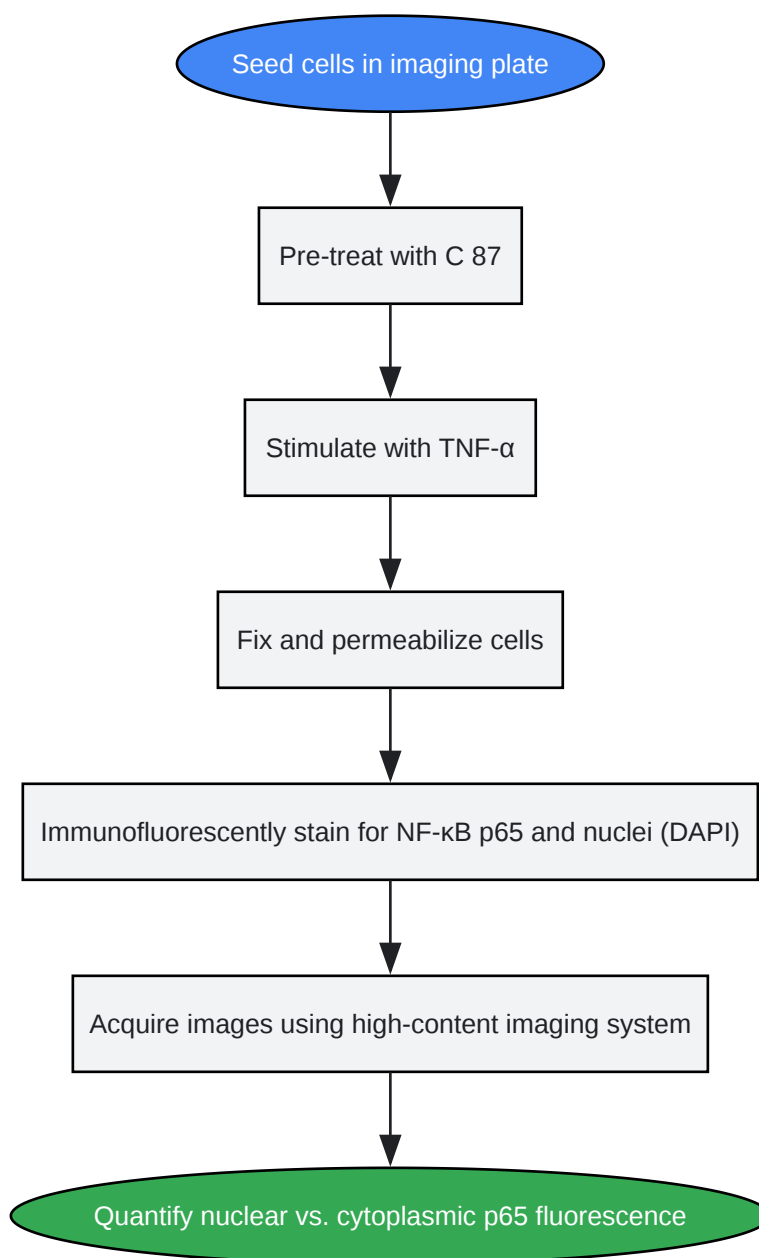 Seed cells in imaging plate
Pre-treat with C 87
Stimulate with TNF-α
Fix and permeabilize cells
Immunofluorescently stain for NF-κB p65 and nuclei (DAPI)
Acquire images using high-content imaging system
Quantify nuclear vs. cytoplasmic p65 fluorescence